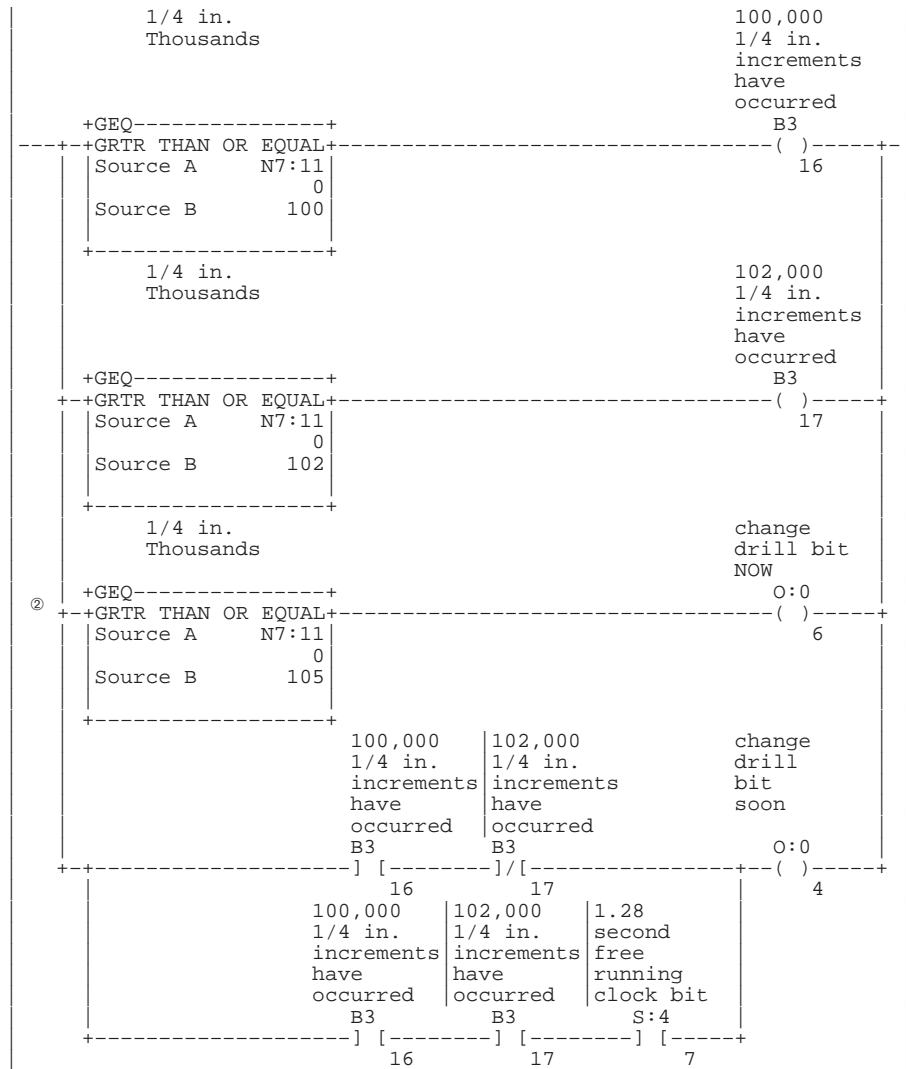 1/4 in. 100,000
Thousands 1/4 in.
increments
have
occurred
+GEQ---------------+ B3
---+-+GRTR THAN OR EQUAL+----------------------------------( )-----+-
|Source A N7:11| 16
0|
|Source B 100|
+------------------+
1/4 in. 102,000
Thousands 1/4 in.
increments
have
occurred
+GEQ---------------+ B3
+-+GRTR THAN OR EQUAL+----------------------------------( )-----+
|Source A N7:11| 17
0|
|Source B 102|
+------------------+
1/4 in. change
Thousands drill bit
NOW
+GEQ---------------+ O:0
② +-+GRTR THAN OR EQUAL+----------------------------------( )-----+
|Source A N7:11| 6
0|
|Source B 105|
+------------------+
100,000 |102,000 change
1/4 in. |1/4 in. drill
increments|increments bit
have |have soon
occurred |occurred
B3 B3 O:0
+-+--------------------] [--------]/[----------------+--( )-----+
16 17 4
100,000 |102,000 |1.28
1/4 in. |1/4 in. |second
increments|increments|free
have |have |running
occurred |occurred |clock bit
B3 B3 S:4
+--------------------] [--------] [--------] [-----+
16 17 7